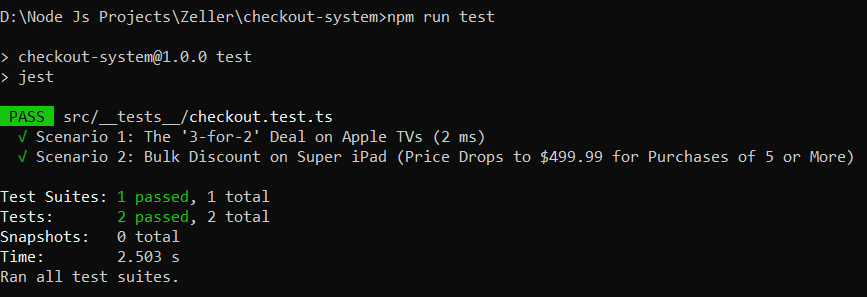 D:\Node Js Projects\Zeller\checkout-system>npm run test
> checkout-system@1.0.0 test
> jest
PASS src/__tests__/checkout.test.ts
√ Scenario 1: The '3-for-2' Deal on Apple TVs (2 ms)
√ Scenario 2: Bulk Discount on Super iPad (Price Drops to $499.99 for Purchases of 5 or More)
Test Suites: 1 passed, 1 total
Tests:       2 passed, 2 total
Snapshots:   0 total
Time:        2.503 s
Ran all test suites.